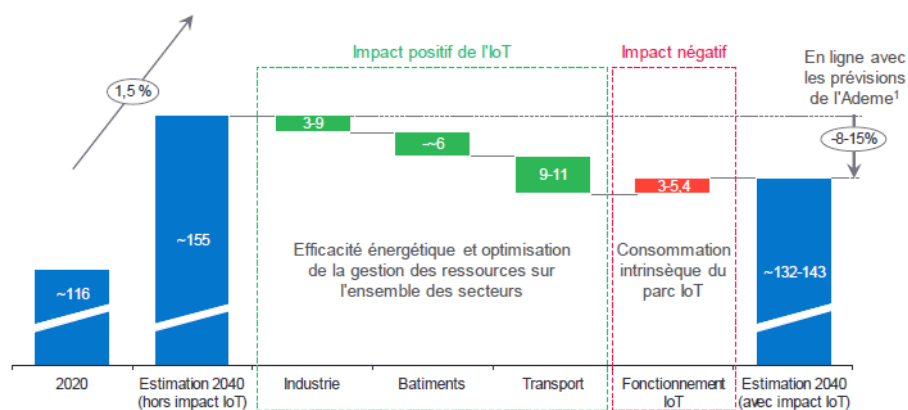 Impact positif de l'IoT
Impact négatif
En ligne avec
les prévisions
de l'Ademe¹
1,5 %
-8-15%
3-9
-~6
9-11
3-5,4
~155
~116
~132-143
Efficacité énergétique et optimisation
de la gestion des ressources sur
l'ensemble des secteurs
Consommation
intrinsèque du
parc IoT
2020
Estimation 2040
(hors impact IoT)
Industrie
Batiments
Transport
Fonctionnement
IoT
Estimation 2040
(avec impact IoT)